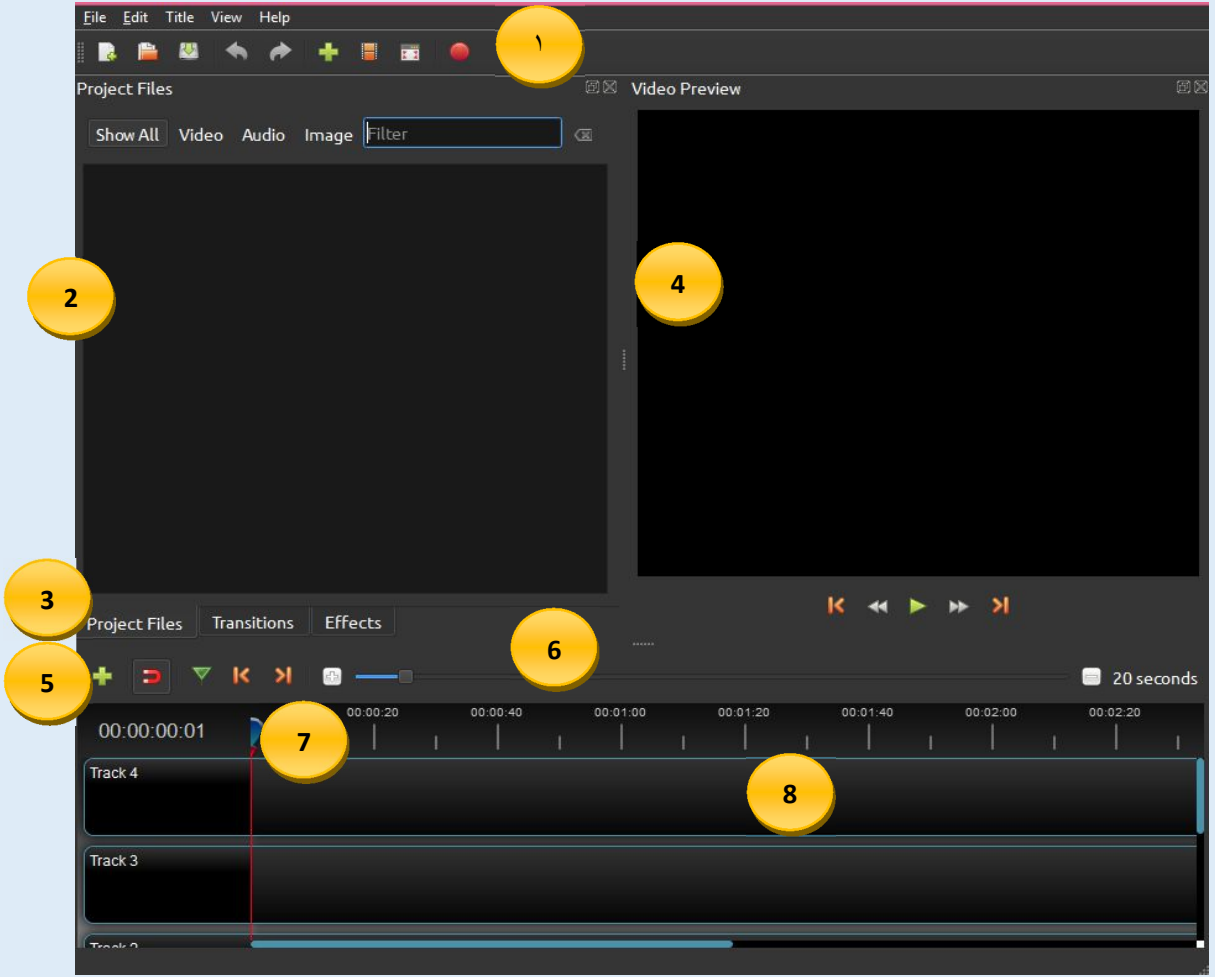 File Edit Title View Help
١
Project Files
Video Preview
Show All Video Audio Image Filter
2
4
3
Project Files Transitions Effects
6
5
20 seconds
00:00:00:01
00:00:20 00:00:40 00:01:00 00:01:20 00:01:40 00:02:00 00:02:20
7
Track 4
8
Track 3